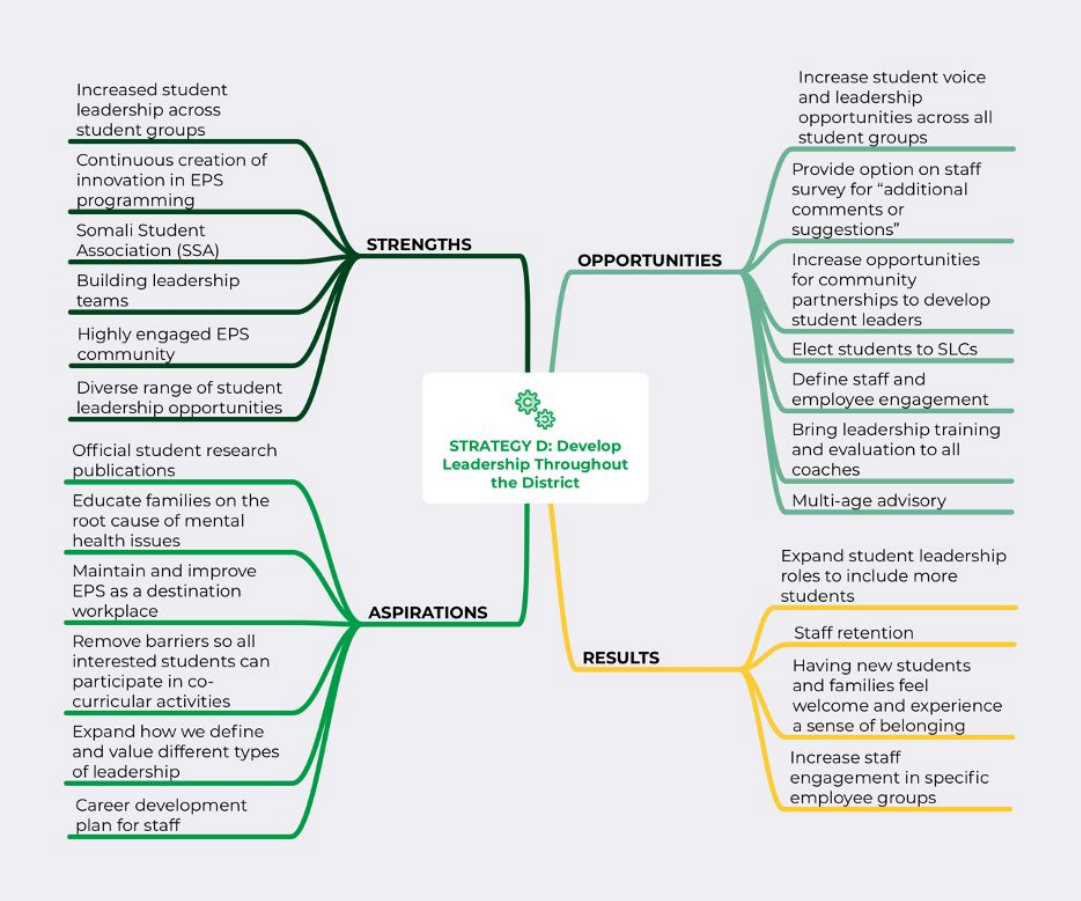 Increased student
leadership across
student groups
Continuous creation of
innovation in EPS
programming
Somali Student
Association (SSA)
Building leadership
teams
Highly engaged EPS
community
Diverse range of student
leadership opportunities
STRENGTHS
Official student research
publications
Educate families on the
root cause of mental
health issues
Maintain and improve
EPS as a destination
workplace
Remove barriers so all
interested students can
participate in co-
curricular activities
Expand how we define
and value different types
of leadership
Career development
plan for staff
ASPIRATIONS
STRATEGY D: Develop
Leadership Throughout
the District
OPPORTUNITIES
Increase student voice
and leadership
opportunities across all
student groups
Provide option on staff
survey for “additional
comments or
suggestions”
Increase opportunities
for community
partnerships to develop
student leaders
Elect students to SLCs
Define staff and
employee engagement
Bring leadership training
and evaluation to all
coaches
Multi-age advisory
RESULTS
Expand student leadership
roles to include more
students
Staff retention
Having new students
and families feel
welcome and experience
a sense of belonging
Increase staff
engagement in specific
employee groups